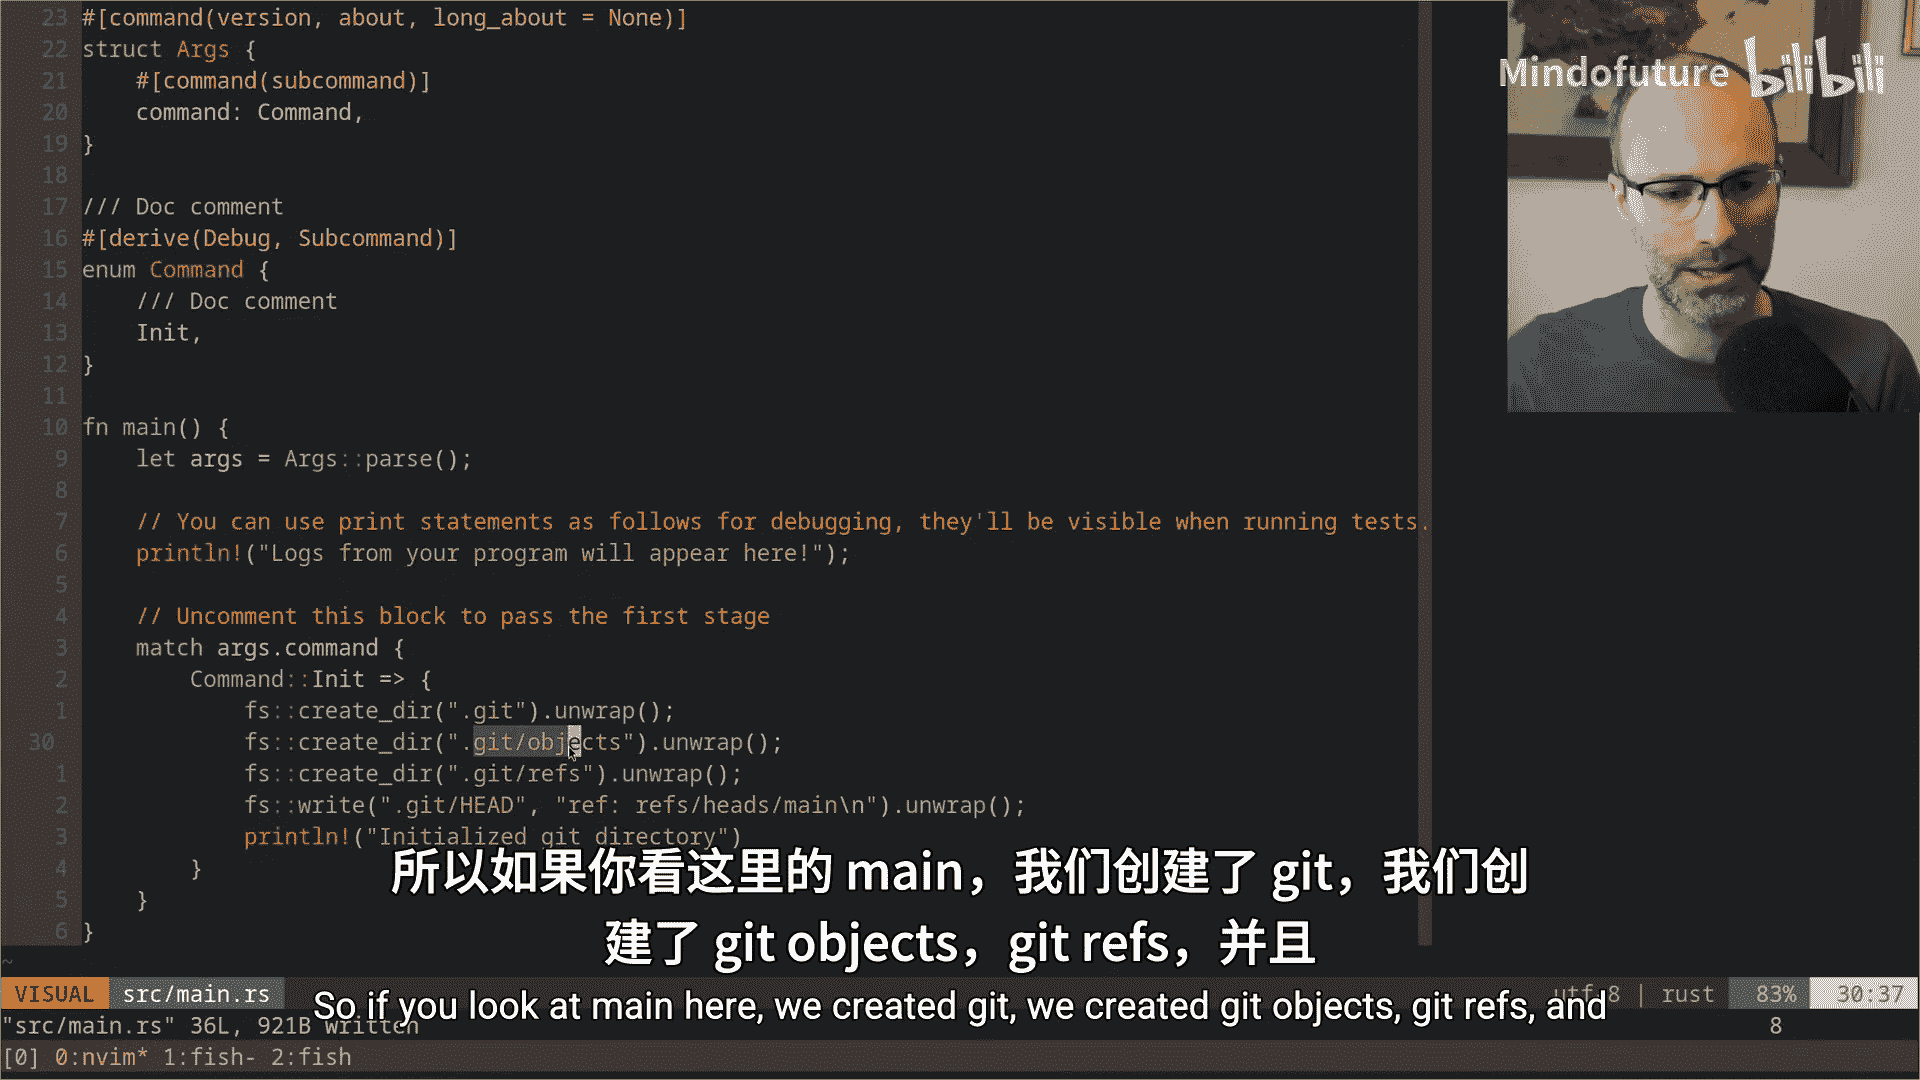 23 #[command(version, about, long_about = None)]
22 struct Args {
21     #[command(subcommand)]
20     command: Command,
19 }
18
17 /// Doc comment
16 #[derive(Debug, Subcommand)]
15 enum Command {
14     /// Doc comment
13     Init,
12 }
11
10 fn main() {
9     let args = Args::parse();
8
7     // You can use print statements as follows for debugging, they'll be visible when running tests.
6     println!("Logs from your program will appear here!");
5
4     // Uncomment this block to pass the first stage
3     match args.command {
2         Command::Init => {
1             fs::create_dir(".git").unwrap();
30             fs::create_dir(".git/objects").unwrap();
1             fs::create_dir(".git/refs").unwrap();
2             fs::write(".git/HEAD", "ref: refs/heads/main\n").unwrap();
3             println!("Initialized git directory")
4         }
5     }
6 }
~
Mindofuture bilibili
所以如果你看这里的 main，我们创建了 git，我们创
建了 git objects，git refs，并且
So if you look at main here, we created git, we created git objects, git refs, and
VISUAL src/main.rs utf-8 | rust 83% 30:37
"src/main.rs" 36L, 921B written 8
[0] 0:nvim* 1:fish- 2:fish